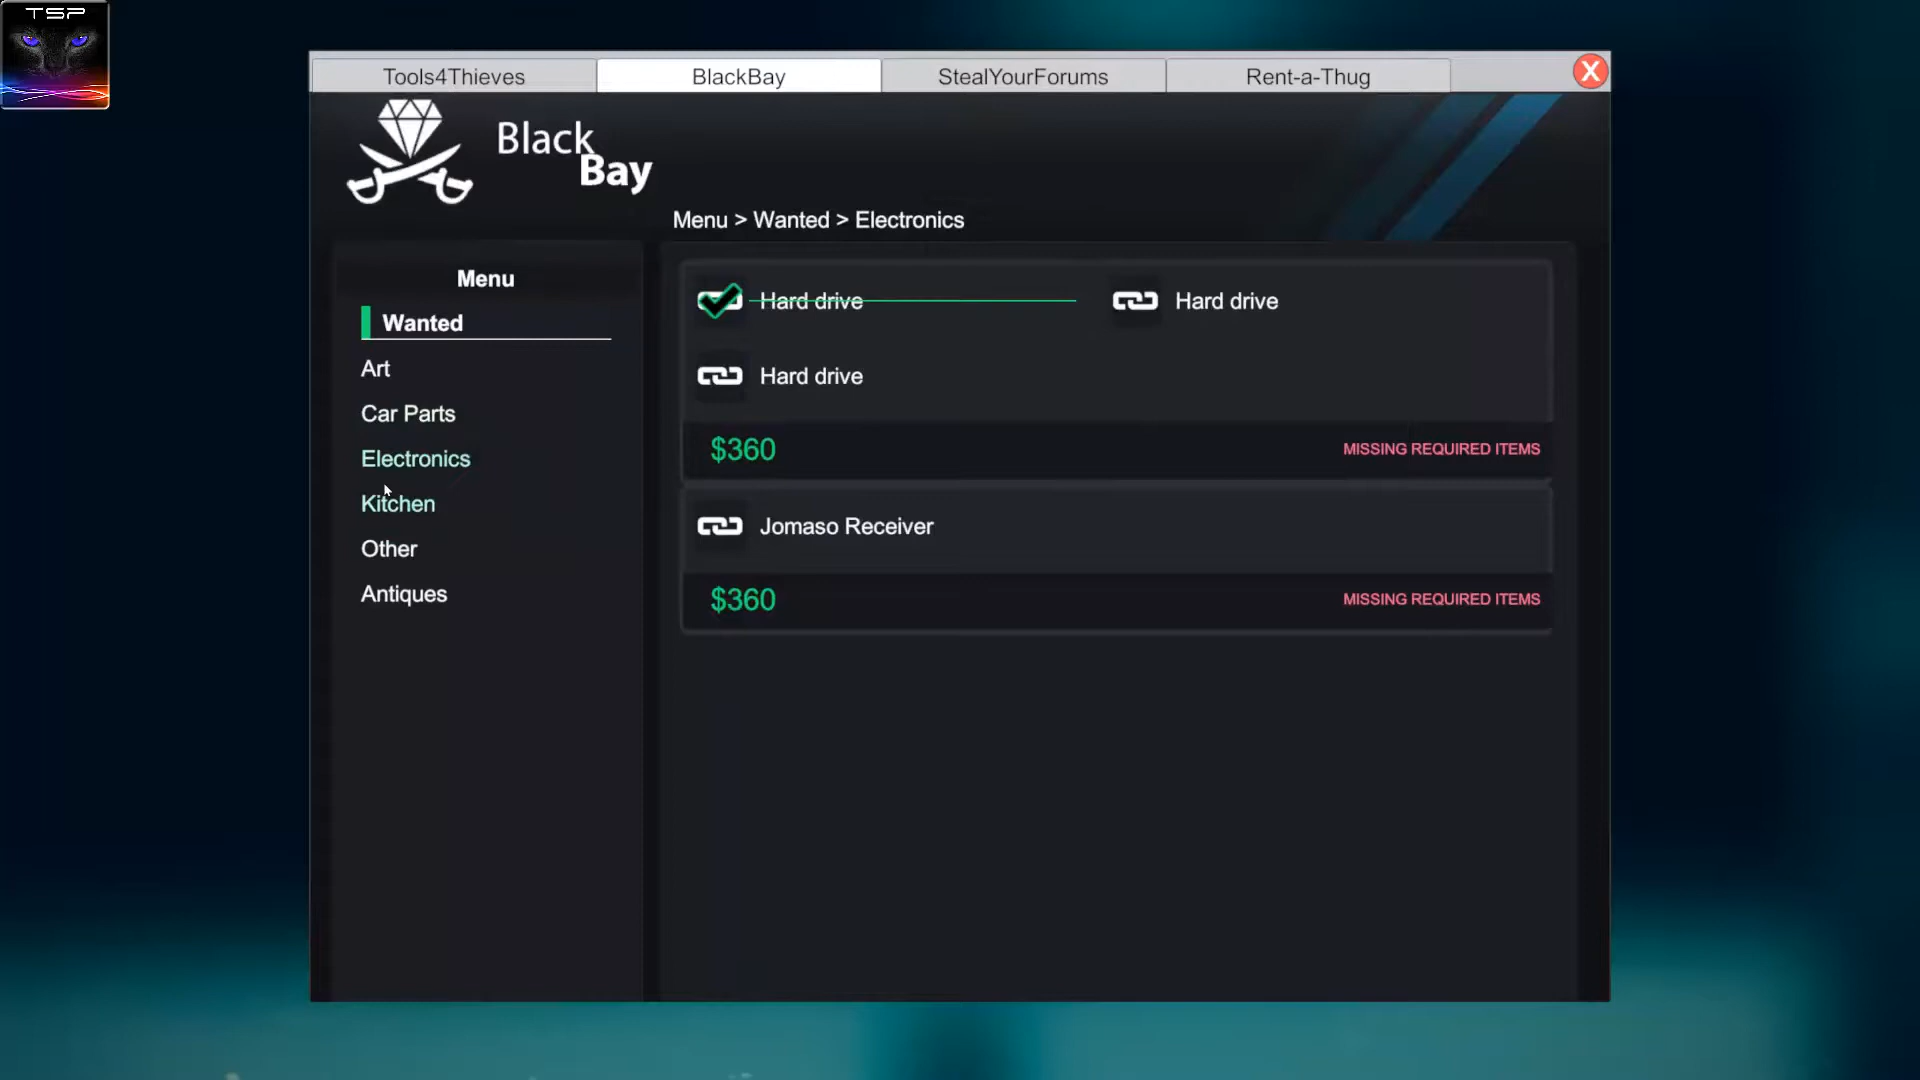 TSP
Tools4Thieves
BlackBay
StealYourForums
Rent-a-Thug
X
Black
Bay
Menu > Wanted > Electronics
Menu
Wanted
Art
Car Parts
Electronics
Kitchen
Other
Antiques
Hard drive
Hard drive
Hard drive
$360
MISSING REQUIRED ITEMS
Jomaso Receiver
$360
MISSING REQUIRED ITEMS